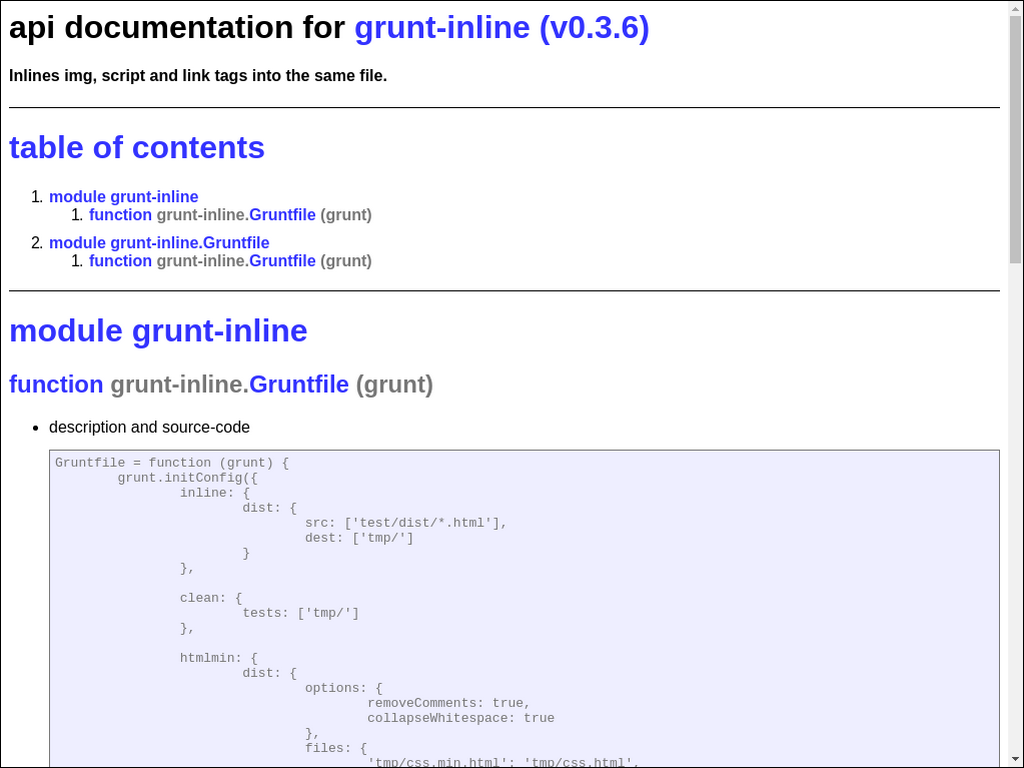 api documentation for grunt-inline (v0.3.6)
Inlines img, script and link tags into the same file.
table of contents
1. module grunt-inline
1. function grunt-inline.Gruntfile (grunt)
2. module grunt-inline.Gruntfile
1. function grunt-inline.Gruntfile (grunt)
module grunt-inline
function grunt-inline.Gruntfile (grunt)
• description and source-code
Gruntfile = function (grunt) {
grunt.initConfig({
inline: {
dist: {
src: ['test/dist/*.html'],
dest: ['tmp/']
}
},
clean: {
tests: ['tmp/']
},
htmlmin: {
dist: {
options: {
removeComments: true,
collapseWhitespace: true
},
files: {
'tmp/css.min.html': 'tmp/css.html',